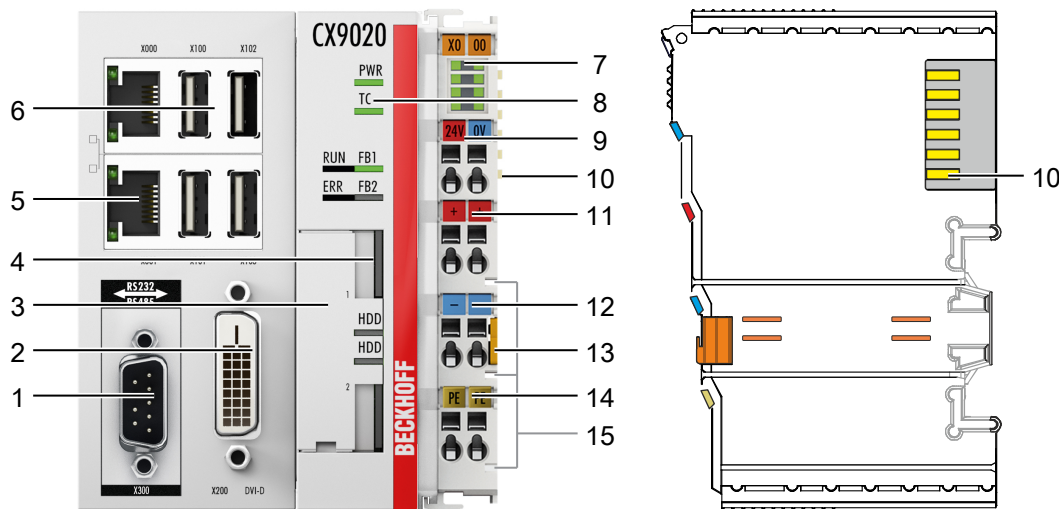 X000 X100 X102
CX9020
X0 00
PWR
TC
24V 0V
RUN FB1
ERR FB2
+ +
RS232
RS485
1
HDD
HDD
2
−
PE PE
BECKHOFF
X300
X200 DVI-D
6
5
4
3
2
1
7
8
9
10
11
12
13
14
15
10